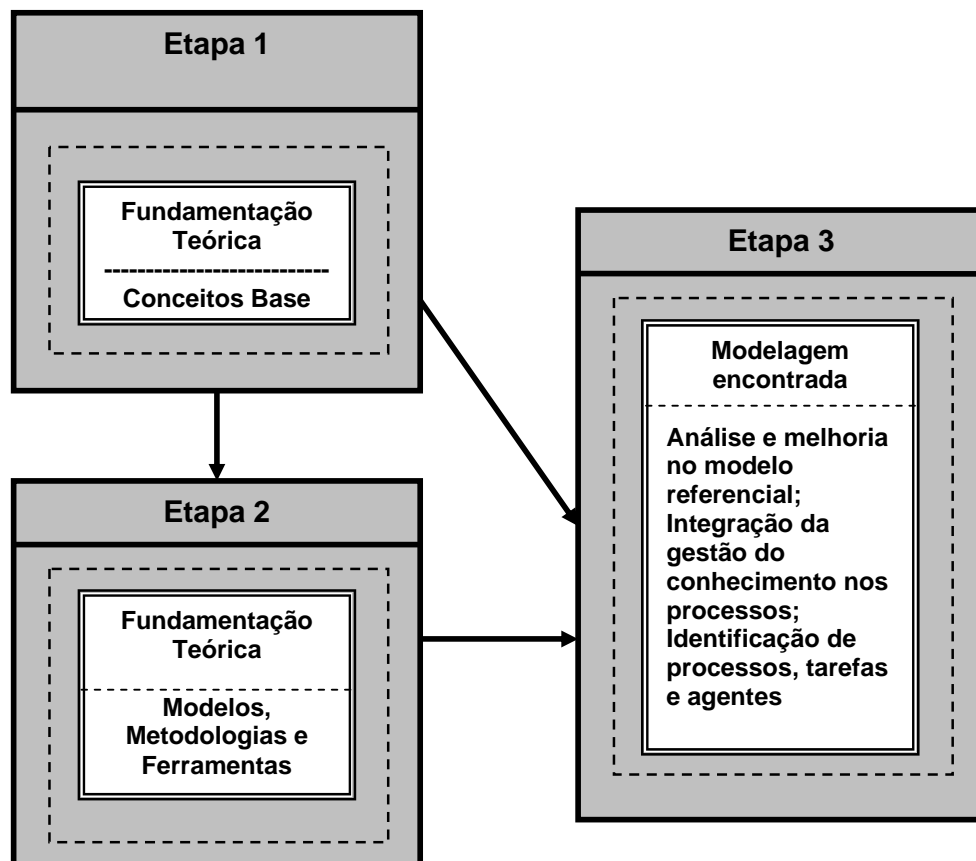 Etapa 1
Fundamentação
Teórica
---------------------------
Conceitos Base
Etapa 2
Fundamentação
Teórica
Modelos,
Metodologias e
Ferramentas
Etapa 3
Modelagem
encontrada
Análise e melhoria
no modelo
referencial;
Integração da
gestão do
conhecimento nos
processos;
Identificação de
processos, tarefas
e agentes